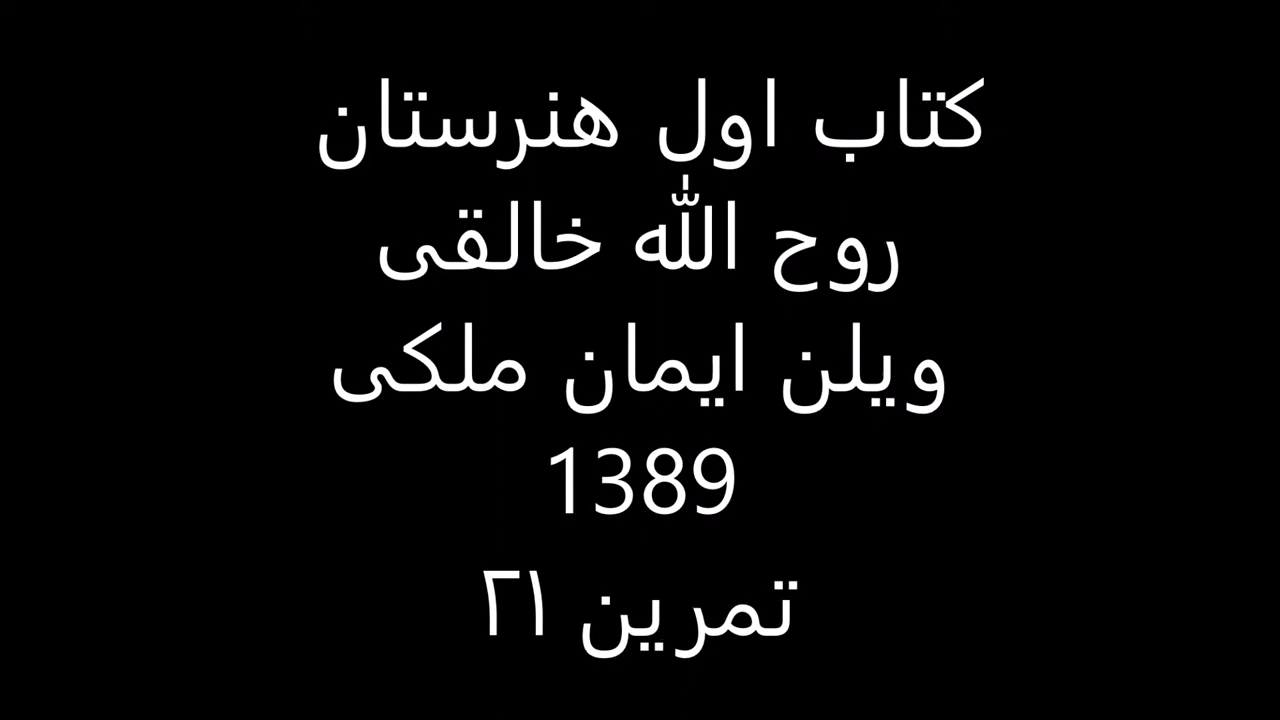 کتاب اول هنرستان
روح الله خالقی
ویلن ایمان ملکی
1389
تمرین ۲۱